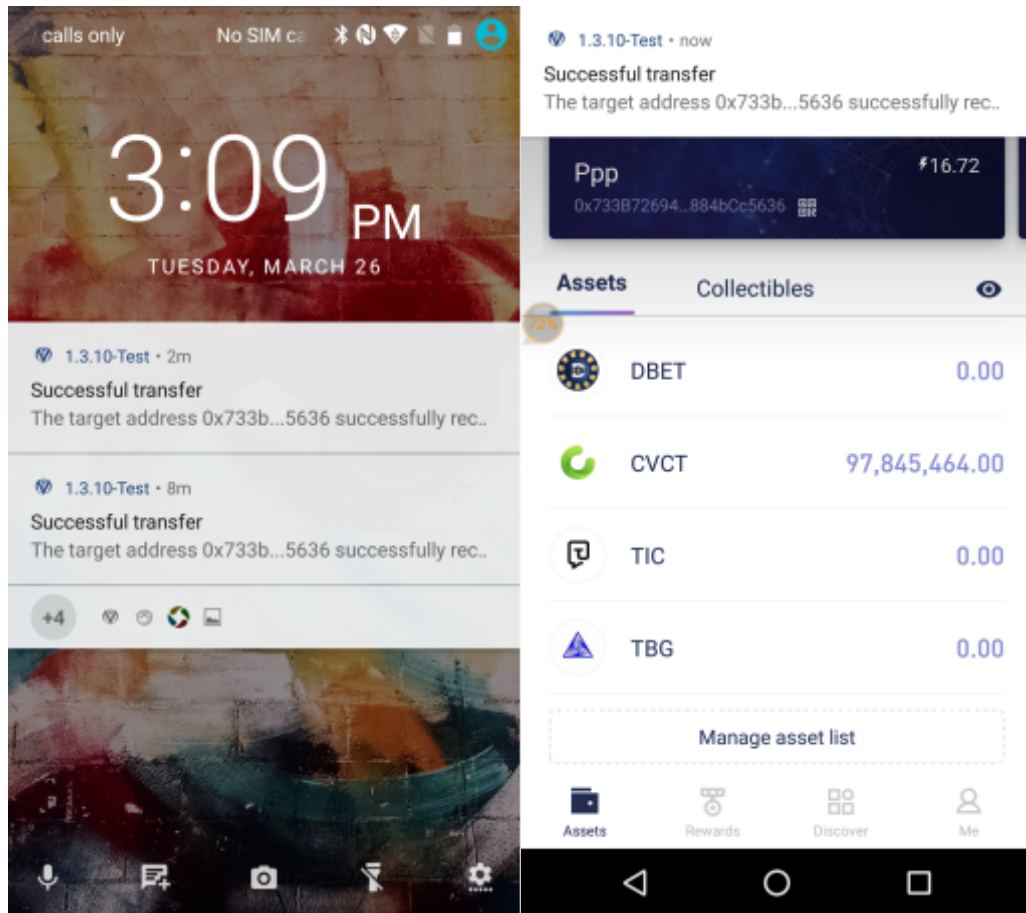 calls only
No SIM ca
3:09 PM
TUESDAY, MARCH 26
1.3.10-Test • 2m
Successful transfer
The target address 0x733b...5636 successfully rec..
1.3.10-Test • 8m
Successful transfer
The target address 0x733b...5636 successfully rec..
+4
1.3.10-Test • now
Successful transfer
The target address 0x733b...5636 successfully rec..
Ppp
16.72
0x733B72694...884bCc5636
Assets
Collectibles
72%
DBET
0.00
CVCT
97,845,464.00
TIC
0.00
TBG
0.00
Manage asset list
Assets
Rewards
Discover
Me